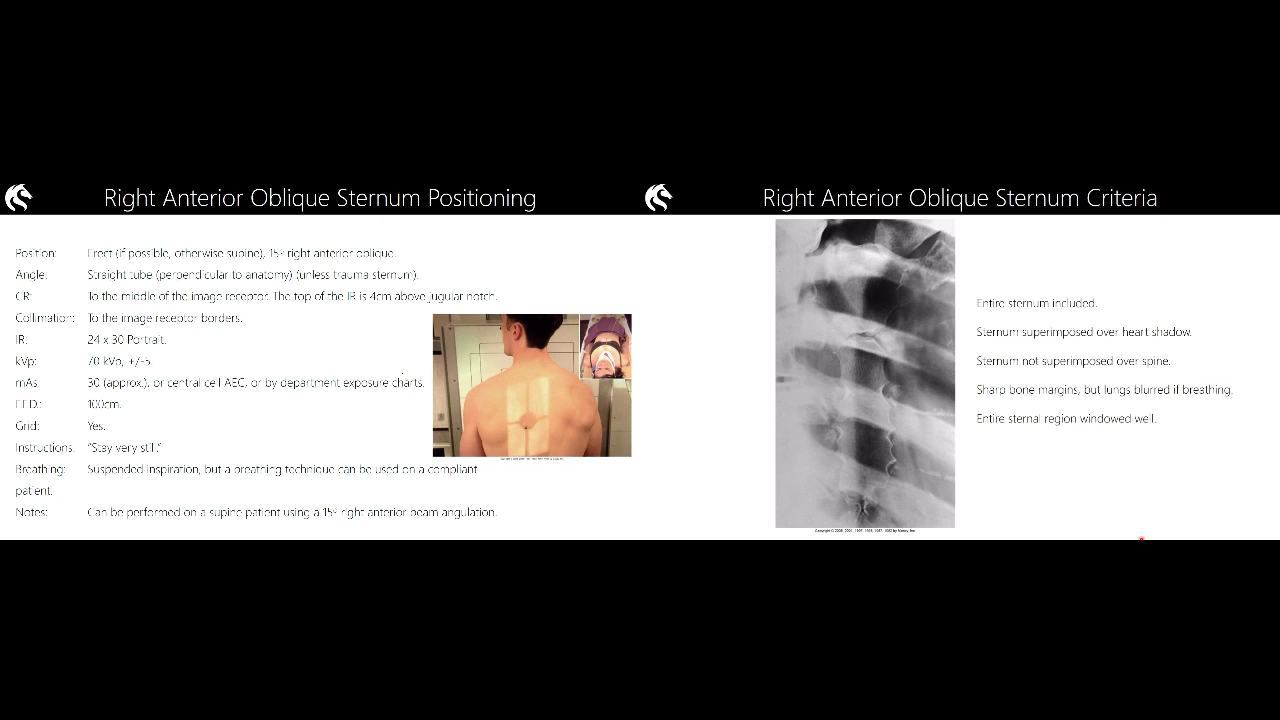 Right Anterior Oblique Sternum Positioning
Position: Erect (if possible, otherwise supine), 15º right anterior oblique.
Angle: Straight tube (perpendicular to anatomy) (unless trauma sternum).
CR: To the middle of the image receptor. The top of the IR is 4cm above jugular notch.
Collimation: To the image receptor borders.
IR: 24 x 30 Portrait.
kVp: 70 kVp, +/-5
mAs: 30 (approx.), or central cell AEC, or by department exposure charts.
F.F.D.: 100cm.
Grid: Yes.
Instructions: “Stay very still.”
Breathing: Suspended inspiration, but a breathing technique can be used on a compliant
patient.
Notes: Can be performed on a supine patient using a 15º right anterior beam angulation.
Right Anterior Oblique Sternum Criteria
Entire sternum included.
Sternum superimposed over heart shadow.
Sternum not superimposed over spine.
Sharp bone margins, but lungs blurred if breathing.
Entire sternal region windowed well.